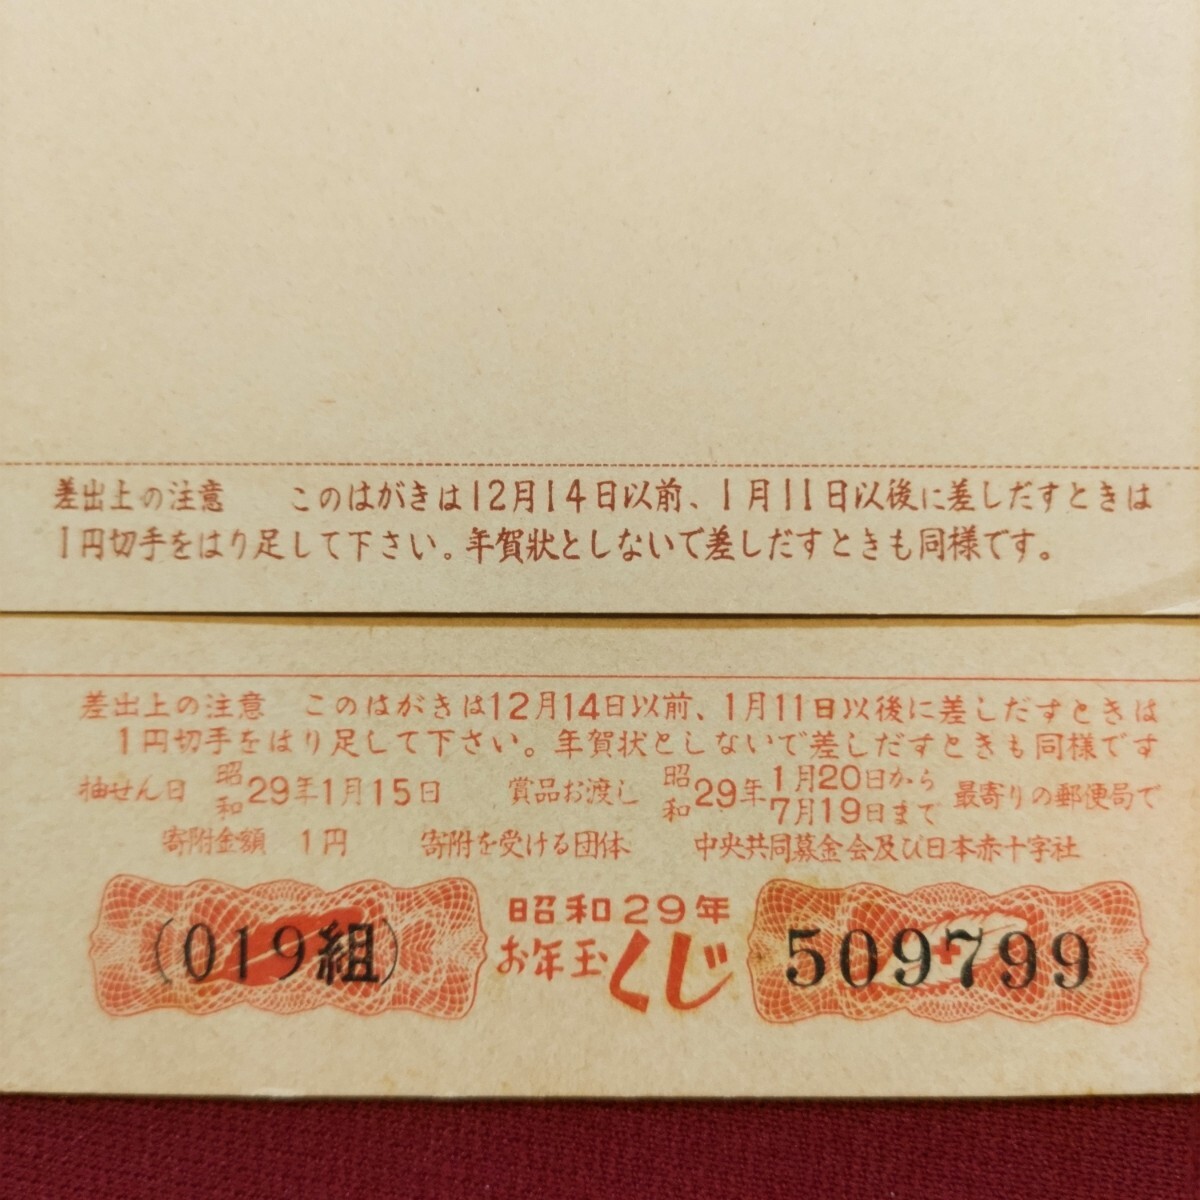 差出上の注意　このはがきは12月14日以前、1月11日以後に差しだすときは
1円切手をはり足して下さい。年賀狀としないで差しだすときも同様です。
差出上の注意　このはがきは12月14日以前、1月11日以後に差しだすときは
1円切手をはり足して下さい。年賀状としないで差しだすときも同様です
抽せん日　昭和29年1月15日　賞品お渡し　昭和29年1月20日から7月19日まで　最寄りの郵便局で
寄附金額　1円　寄附を受ける団体　中央共同募金会及び日本赤十字社
昭和29年
(019組)　お年玉くじ　509799